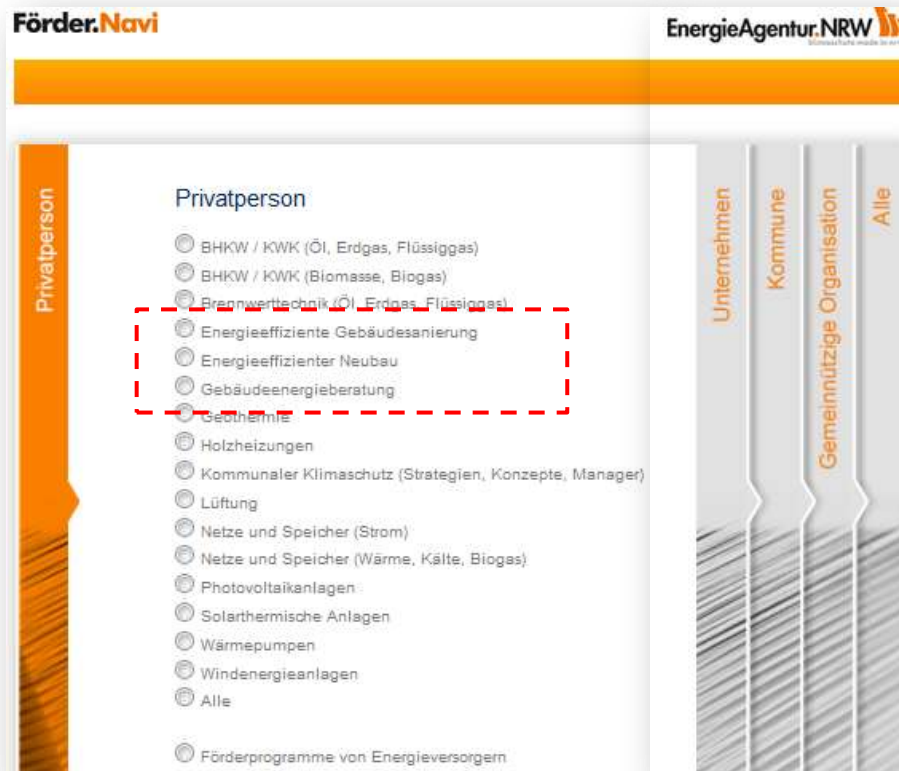 Förder.Navi
EnergieAgentur.NRW
Privatperson
Privatperson
BHKW / KWK (Öl, Erdgas, Flüssiggas)
BHKW / KWK (Biomasse, Biogas)
Brennwerttechnik (Öl, Erdgas, Flüssiggas)
Energieeffiziente Gebäudesanierung
Energieeffizienter Neubau
Gebäudeenergieberatung
Geothermie
Holzheizungen
Kommunaler Klimaschutz (Strategien, Konzepte, Manager)
Lüftung
Netze und Speicher (Strom)
Netze und Speicher (Wärme, Kälte, Biogas)
Photovoltaikanlagen
Solarthermische Anlagen
Wärmepumpen
Windenergieanlagen
Alle
Förderprogramme von Energieversorgern
Unternehmen
Kommune
Gemeinnützige Organisation
Alle